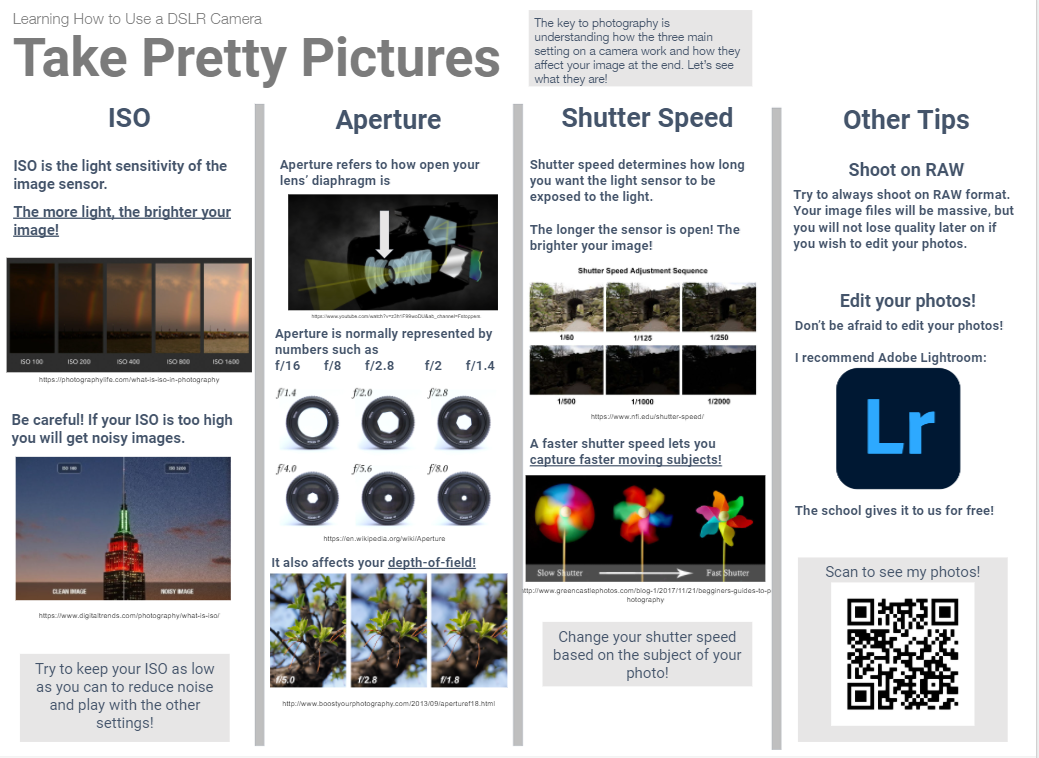 Learning How to Use a DSLR Camera
Take Pretty Pictures
The key to photography is
understanding how the three main
setting on a camera work and how they
affect your image at the end. Let's see
what they are!
ISO
ISO is the light sensitivity of the
image sensor.
The more light, the brighter your
image!
ISO 100 ISO 200 ISO 400 ISO 800 ISO 1600
https://photographylife.com/what-is-iso-in-photography
Be careful! If your ISO is too high
you will get noisy images.
CLEAN IMAGE NOISY IMAGE
https://www.digitaltrends.com/photography/what-is-iso/
Try to keep your ISO as low
as you can to reduce noise
and play with the other
settings!
Aperture
Aperture refers to how open your
lens' diaphragm is
Aperture is normally represented by
numbers such as
f/16 f/8 f/2.8 f/2 f/1.4
f/1.4 f/2.0 f/2.8
f/4.0 f/5.6 f/8.0
https://en.wikipedia.org/wiki/Aperture
It also affects your depth-of-field!
f/5.0 f/2.8 f/1.8
http://www.boostyourphotography.com/2013/09/aperturef18.html
Shutter Speed
Shutter speed determines how long
you want the light sensor to be
exposed to the light.
The longer the sensor is open! The
brighter your image!
Shutter Speed Adjustment Sequence
1/60 1/125 1/250
1/500 1/1000 1/2000
https://www.nfi.edu/shutter-speed/
A faster shutter speed lets you
capture faster moving subjects!
Slow Shutter Fast Shutter
http://www.greencastlephotos.com/blog-1/2017/11/21/begginers-guides-to-p
hotography
Change your shutter speed
based on the subject of your
photo!
Other Tips
Shoot on RAW
Try to always shoot on RAW format.
Your image files will be massive, but
you will not lose quality later on if
you wish to edit your photos.
Edit your photos!
Don't be afraid to edit your photos!
I recommend Adobe Lightroom:
Lr
The school gives it to us for free!
Scan to see my photos!